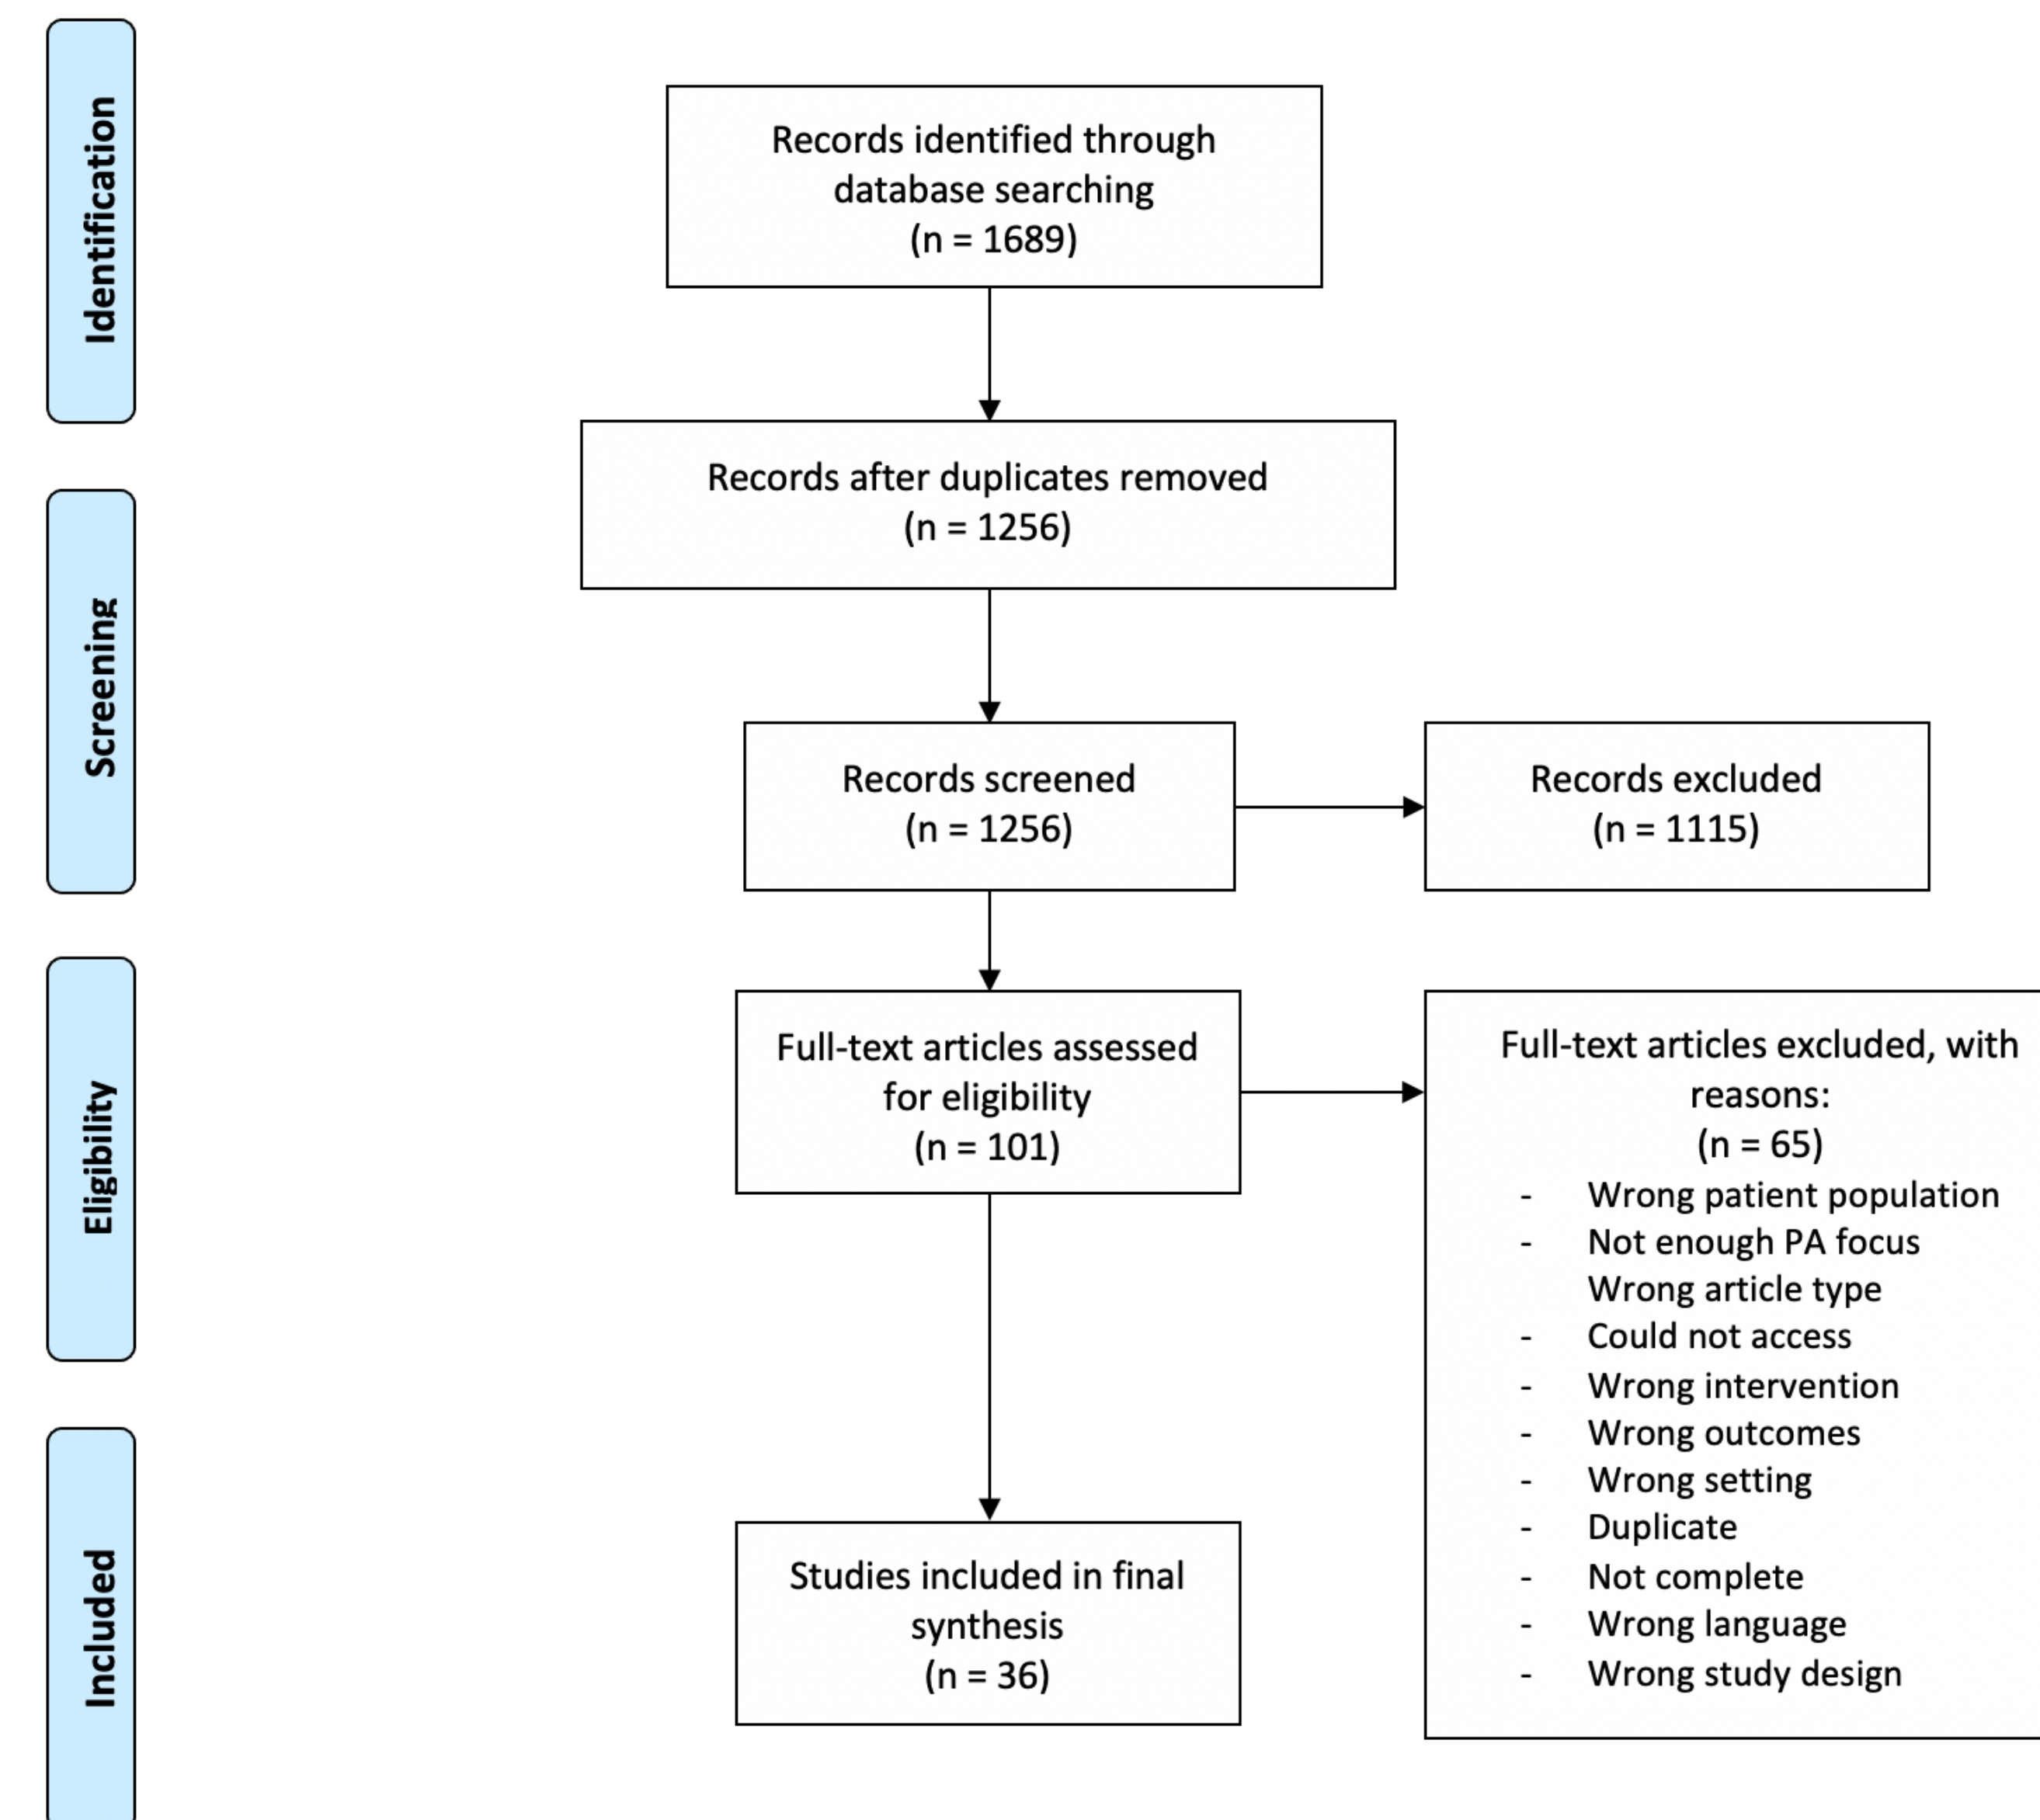 Identification
Records identified through
database searching
(n = 1689)
Records after duplicates removed
(n = 1256)
Screening
Records screened
(n = 1256)
Records excluded
(n = 1115)
Eligibility
Full-text articles assessed
for eligibility
(n = 101)
Full-text articles excluded, with
reasons:
(n = 65)
- Wrong patient population
- Not enough PA focus
Wrong article type
- Could not access
- Wrong intervention
- Wrong outcomes
- Wrong setting
- Duplicate
- Not complete
- Wrong language
- Wrong study design
Included
Studies included in final
synthesis
(n = 36)